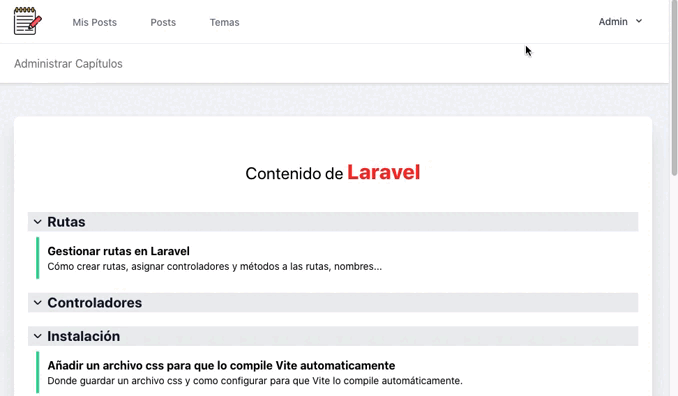 Mis Posts Posts Temas Admin
Administrar Capítulos
Contenido de Laravel
Rutas
Gestionar rutas en Laravel
Cómo crear rutas, asignar controladores y métodos a las rutas, nombres...
Controladores
Instalación
Añadir un archivo css para que lo compile Vite automaticamente
Donde guardar un archivo css y como configurar para que Vite lo compile automáticamente.